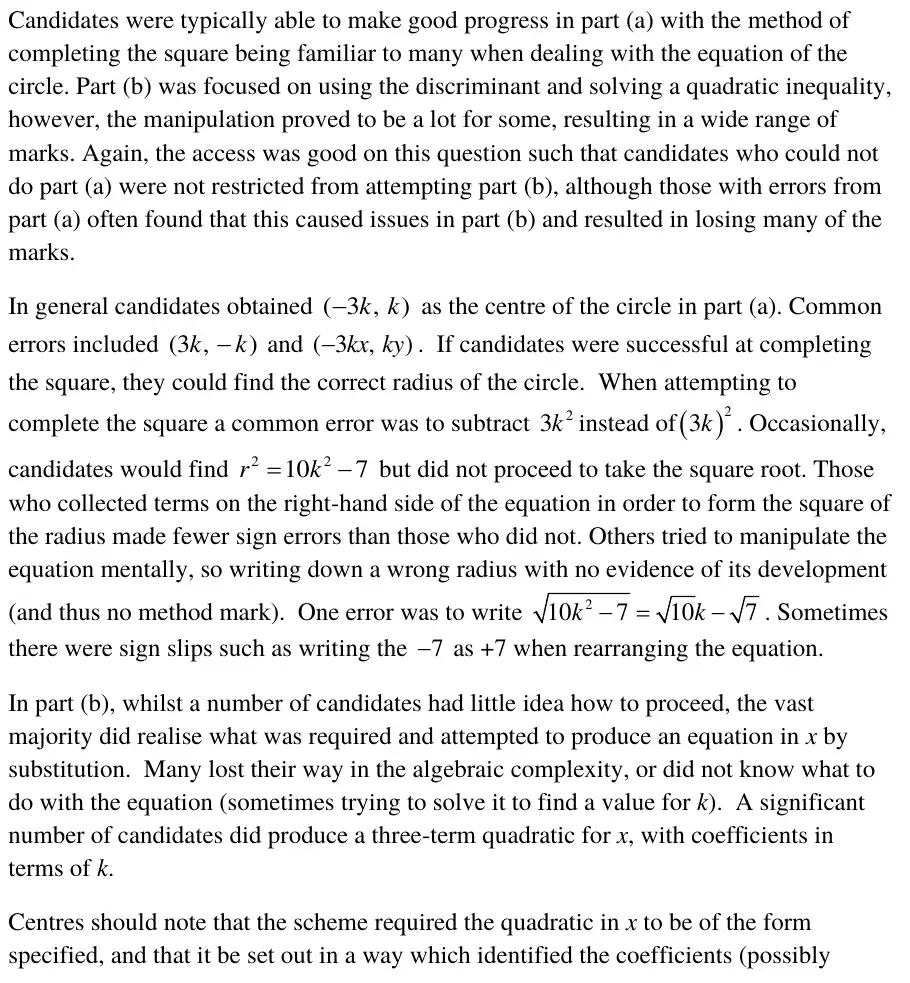 Candidates were typically able to make good progress in part (a) with the method of
completing the square being familiar to many when dealing with the equation of the
circle. Part (b) was focused on using the discriminant and solving a quadratic inequality,
however, the manipulation proved to be a lot for some, resulting in a wide range of
marks. Again, the access was good on this question such that candidates who could not
do part (a) were not restricted from attempting part (b), although those with errors from
part (a) often found that this caused issues in part (b) and resulted in losing many of the
marks.
In general candidates obtained (−3k, k) as the centre of the circle in part (a). Common
errors included (3k, −k) and (−3kx, ky). If candidates were successful at completing
the square, they could find the correct radius of the circle. When attempting to
complete the square a common error was to subtract 3k² instead of (3k)². Occasionally,
candidates would find r² = 10k² − 7 but did not proceed to take the square root. Those
who collected terms on the right-hand side of the equation in order to form the square of
the radius made fewer sign errors than those who did not. Others tried to manipulate the
equation mentally, so writing down a wrong radius with no evidence of its development
(and thus no method mark). One error was to write √(10k² − 7) = √10k − √7. Sometimes
there were sign slips such as writing the −7 as +7 when rearranging the equation.
In part (b), whilst a number of candidates had little idea how to proceed, the vast
majority did realise what was required and attempted to produce an equation in x by
substitution. Many lost their way in the algebraic complexity, or did not know what to
do with the equation (sometimes trying to solve it to find a value for k). A significant
number of candidates did produce a three-term quadratic for x, with coefficients in
terms of k.
Centres should note that the scheme required the quadratic in x to be of the form
specified, and that it be set out in a way which identified the coefficients (possibly